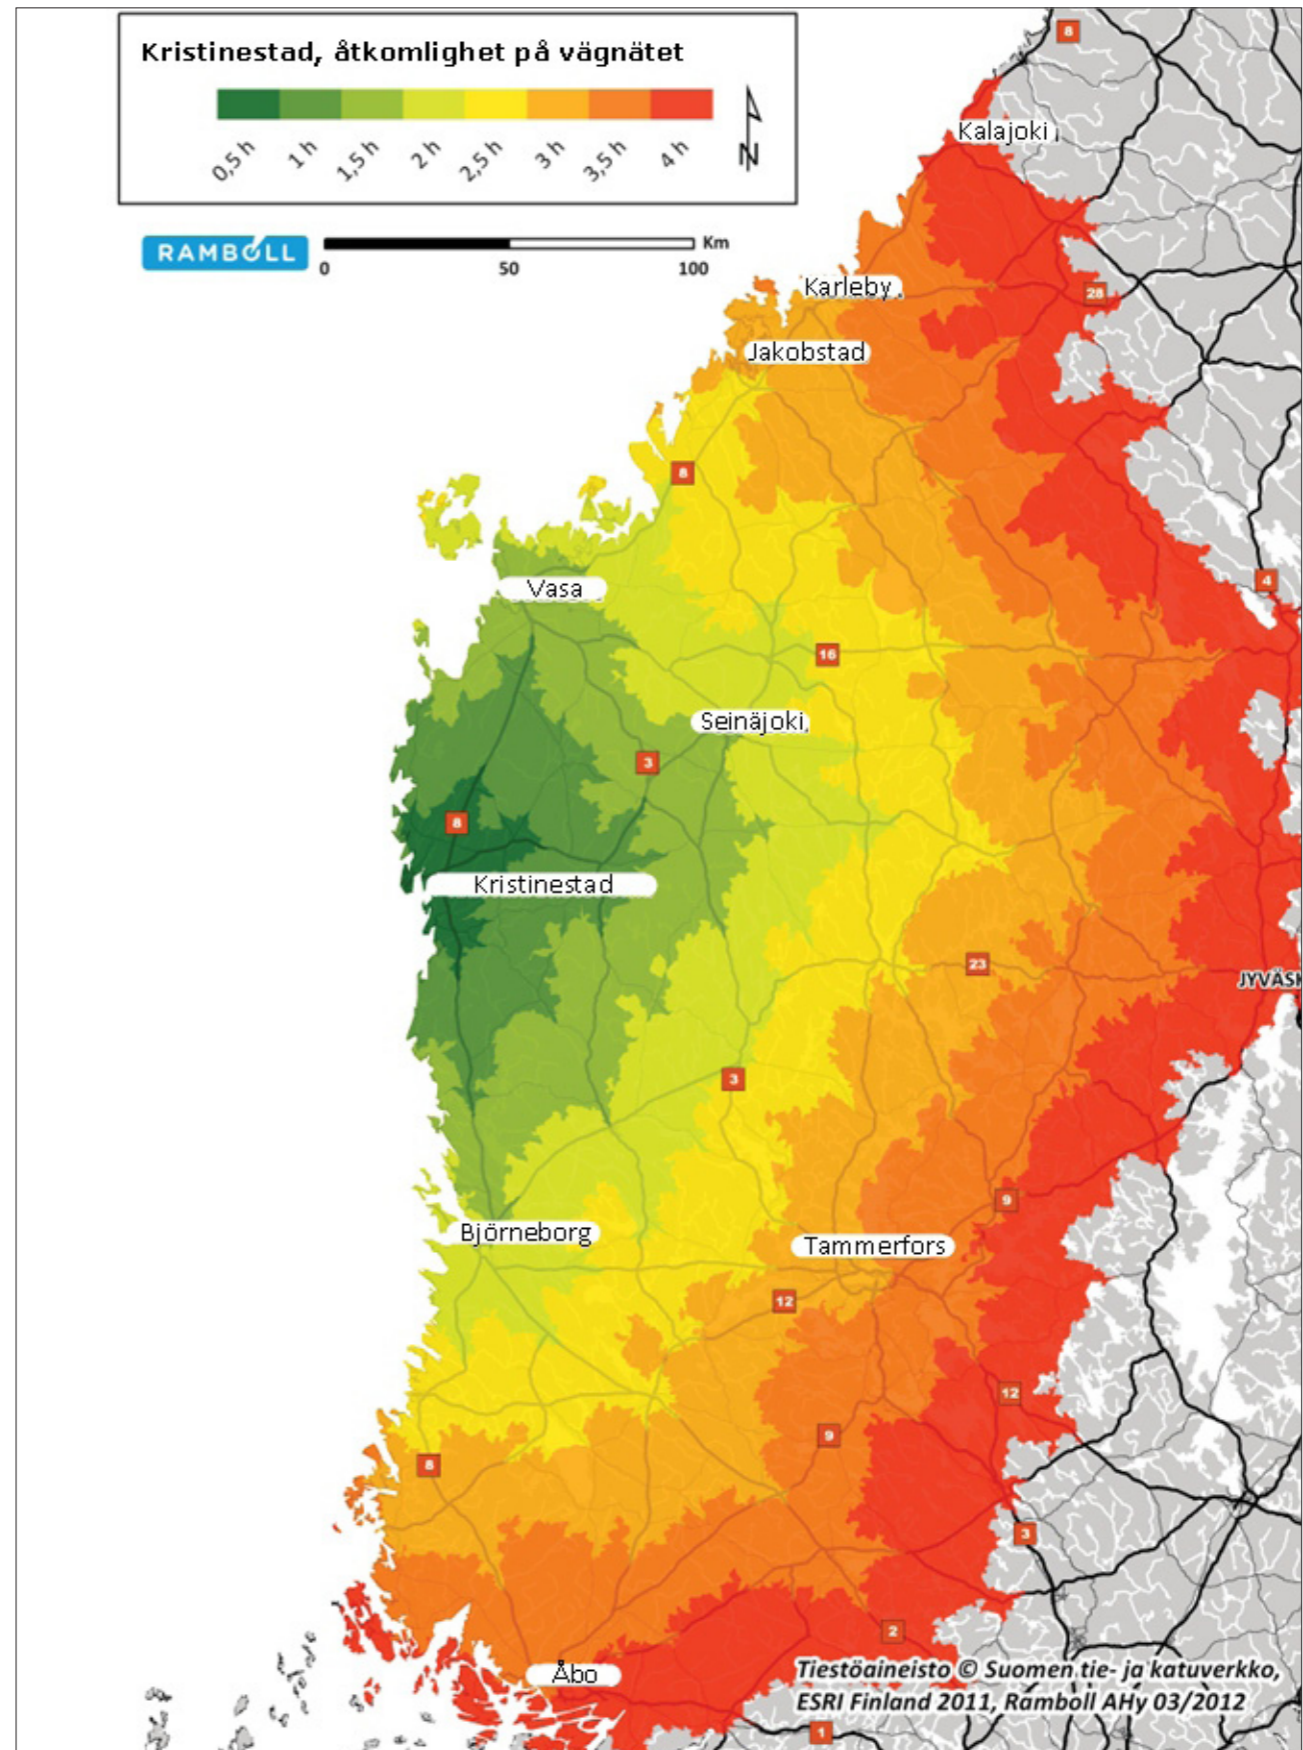 Kristinestad, åtkomlighet på vägnätet
0,5 h 1 h 1,5 h 2 h 2,5 h 3 h 3,5 h 4 h
N
RAMBOLL
Km
0 50 100
8
Kalajoki
Karleby
28
Jakobstad
8
Vasa
4
16
Seinäjoki
3
8
Kristinestad
23
JYVÄSK
3
9
Björneborg
Tammerfors
12
12
9
8
3
2
Åbo
Tiestöaineisto © Suomen tie- ja katuverkko,
ESRI Finland 2011, Ramboll AHy 03/2012
1